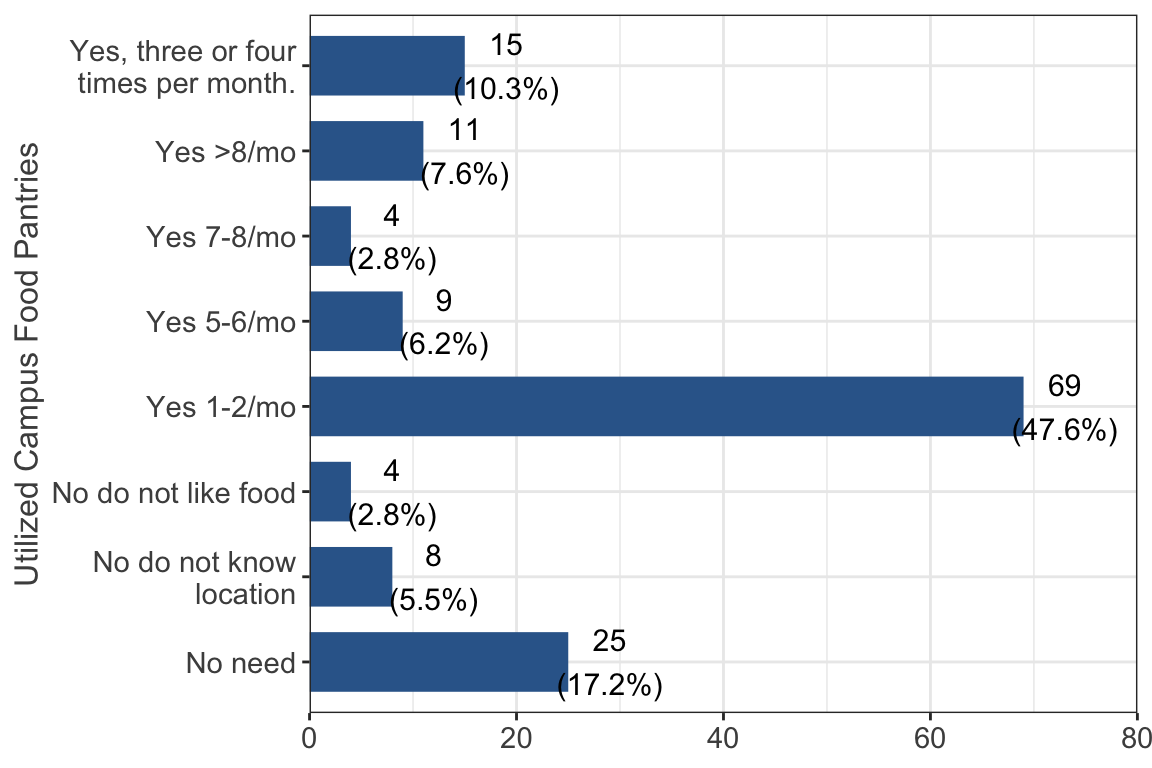 Utilized Campus Food Pantries
Yes, three or four
times per month.
15
(10.3%)
Yes >8/mo
11
(7.6%)
Yes 7-8/mo
4
(2.8%)
Yes 5-6/mo
9
(6.2%)
Yes 1-2/mo
69
(47.6%)
No do not like food
4
(2.8%)
No do not know
location
8
(5.5%)
No need
25
(17.2%)
0 20 40 60 80